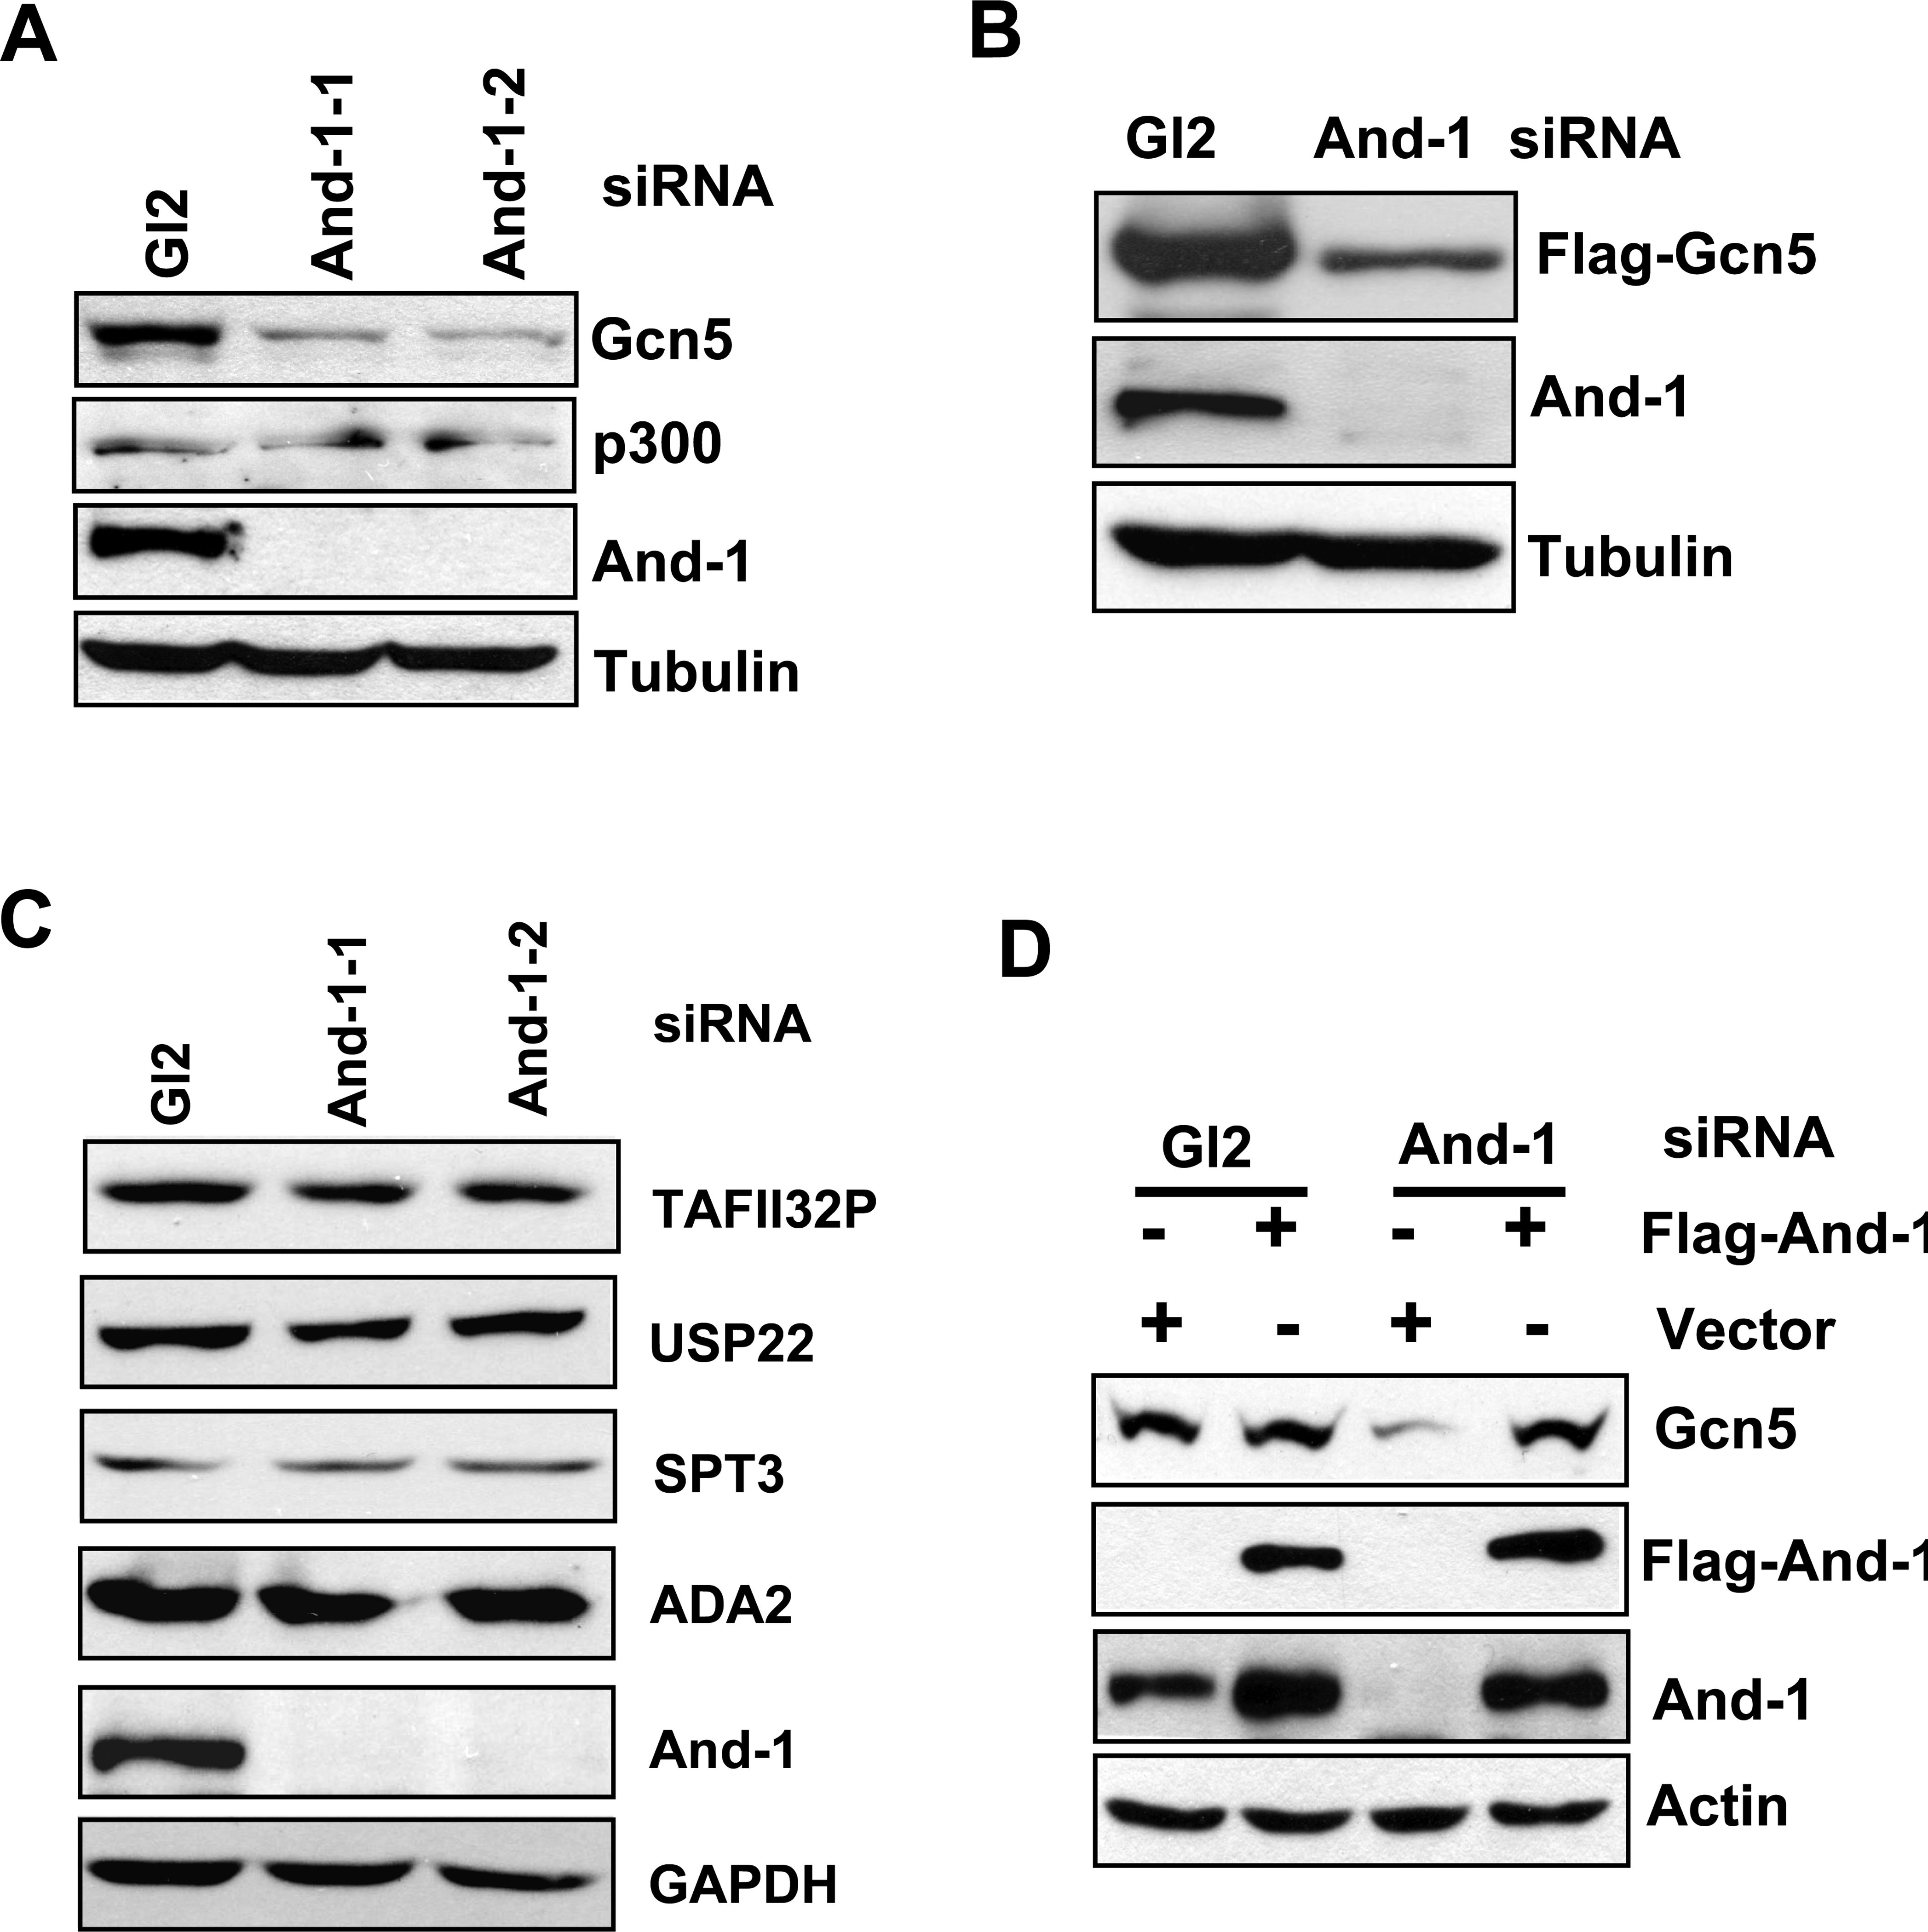 A
Gl2
And-1-1
And-1-2
siRNA
Gcn5
p300
And-1
Tubulin
B
Gl2 And-1 siRNA
Flag-Gcn5
And-1
Tubulin
C
Gl2
And-1-1
And-1-2
siRNA
TAFII32P
USP22
SPT3
ADA2
And-1
GAPDH
D
Gl2 And-1 siRNA
- + - + Flag-And-1
+ - + - Vector
Gcn5
Flag-And-1
And-1
Actin